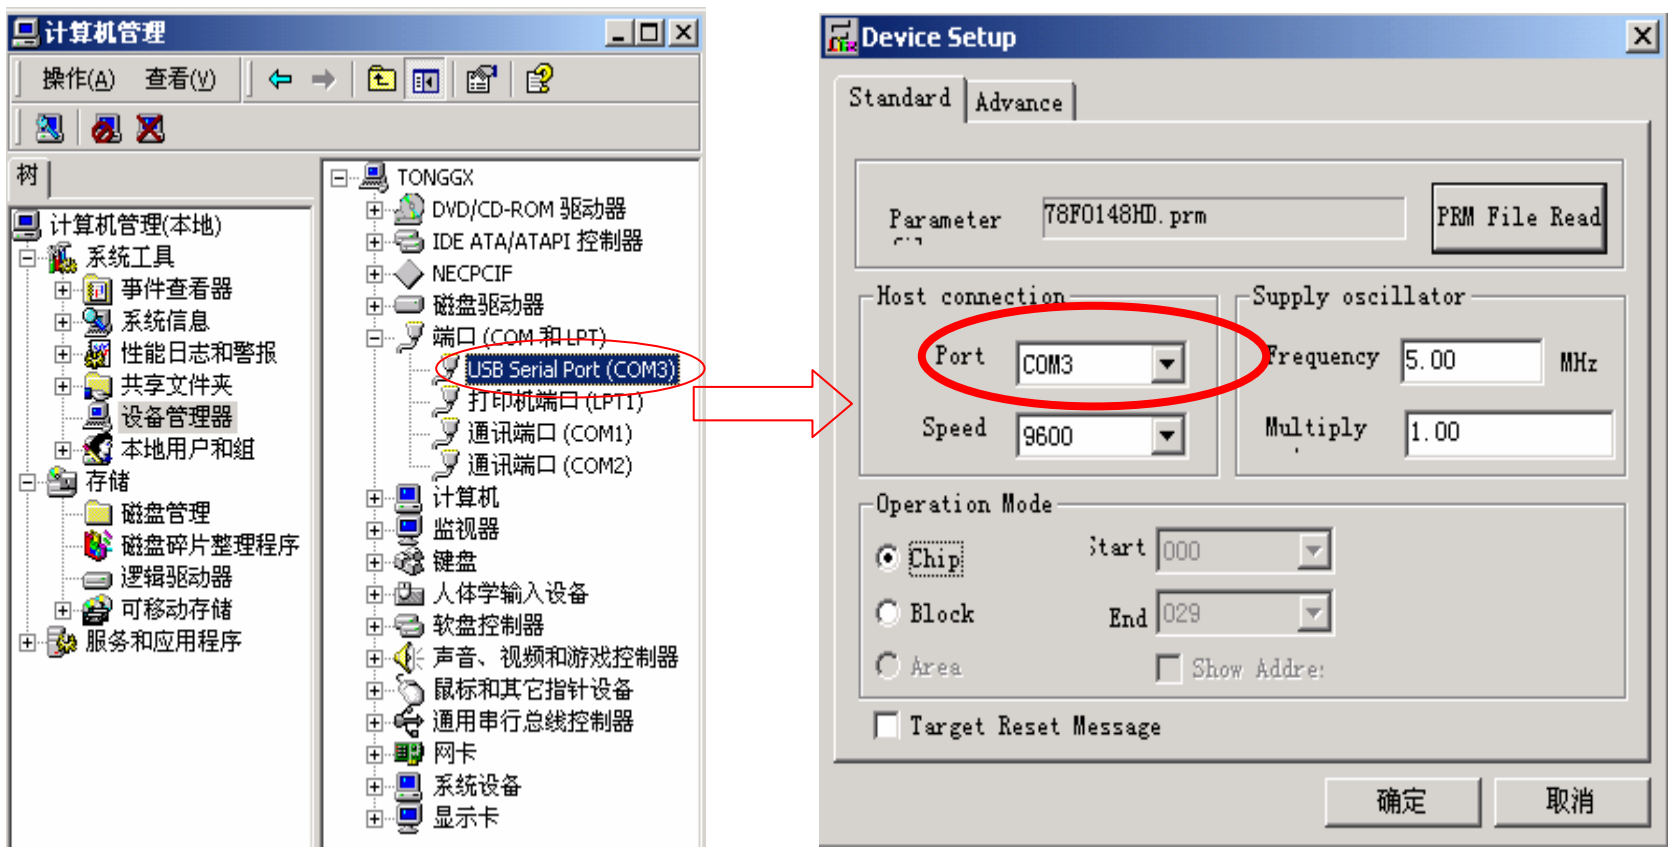 计算机管理
操作(A) 查看(V)
树
计算机管理(本地)
系统工具
事件查看器
系统信息
性能日志和警报
共享文件夹
设备管理器
本地用户和组
存储
磁盘管理
磁盘碎片整理程序
逻辑驱动器
可移动存储
服务和应用程序
TONGGX
DVD/CD-ROM 驱动器
IDE ATA/ATAPI 控制器
NECPCIF
磁盘驱动器
端口 (COM 和 LPT)
USB Serial Port (COM3)
打印机端口 (LPT1)
通讯端口 (COM1)
通讯端口 (COM2)
计算机
监视器
键盘
人体学输入设备
软盘控制器
声音、视频和游戏控制器
鼠标和其它指针设备
通用串行总线控制器
网卡
系统设备
显示卡
Device Setup
Standard Advance
Parameter 78F0148HD.prm PRM File Read
Host connection
Port COM3
Speed 9600
Supply oscillator
Frequency 5.00 MHz
Multiply 1.00
Operation Mode
Chip Start 000
Block End 029
Area Show Addre
Target Reset Message
确定 取消